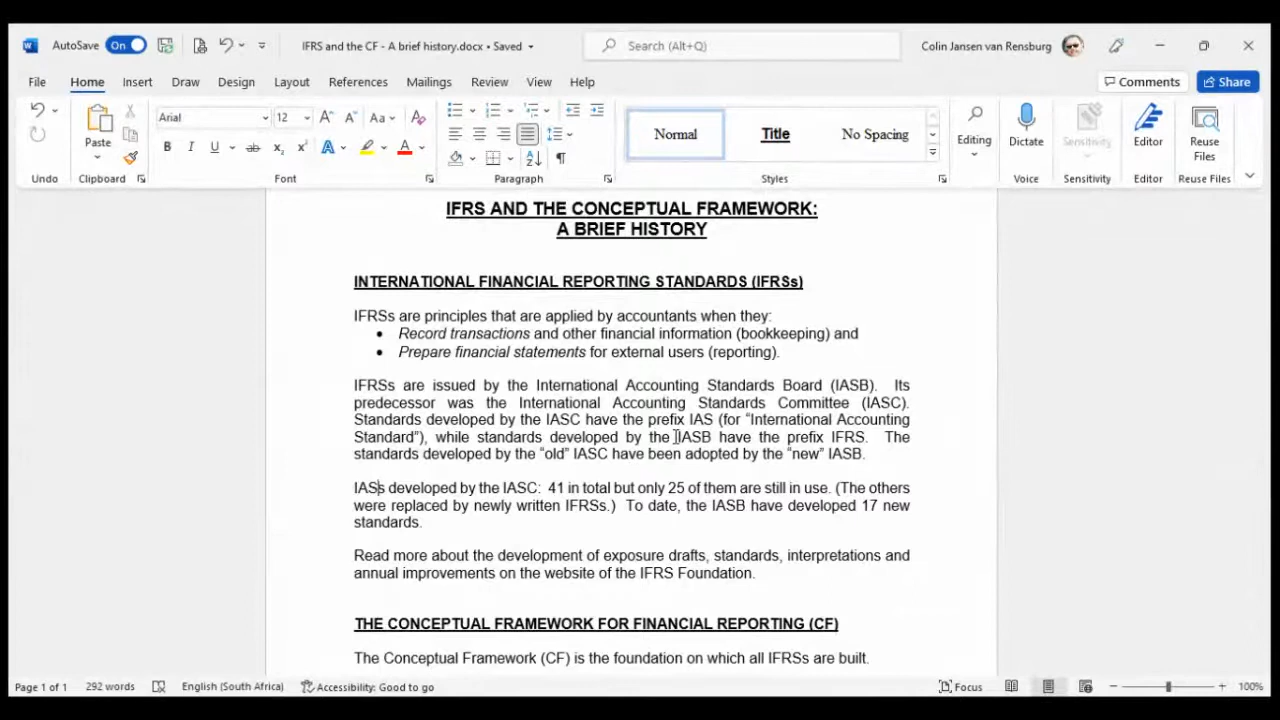 AutoSave On IFRS and the CF - A brief history.docx • Saved Search (Alt+Q) Colin Jansen van Rensburg
File Home Insert Draw Design Layout References Mailings Review View Help Comments Share
Arial 12 Aa
Normal Title No Spacing
Paste Editing Dictate Sensitivity Editor Reuse Files
B I U ab x₂ x² A A
Undo Clipboard Font Paragraph Styles Voice Sensitivity Editor Reuse Files
IFRS AND THE CONCEPTUAL FRAMEWORK:
A BRIEF HISTORY
INTERNATIONAL FINANCIAL REPORTING STANDARDS (IFRSs)
IFRSs are principles that are applied by accountants when they:
• Record transactions and other financial information (bookkeeping) and
• Prepare financial statements for external users (reporting).
IFRSs are issued by the International Accounting Standards Board (IASB). Its
predecessor was the International Accounting Standards Committee (IASC).
Standards developed by the IASC have the prefix IAS (for “International Accounting
Standard”), while standards developed by the IASB have the prefix IFRS. The
standards developed by the “old” IASC have been adopted by the “new” IASB.
IASs developed by the IASC: 41 in total but only 25 of them are still in use. (The others
were replaced by newly written IFRSs.) To date, the IASB have developed 17 new
standards.
Read more about the development of exposure drafts, standards, interpretations and
annual improvements on the website of the IFRS Foundation.
THE CONCEPTUAL FRAMEWORK FOR FINANCIAL REPORTING (CF)
The Conceptual Framework (CF) is the foundation on which all IFRSs are built.
Page 1 of 1 292 words English (South Africa) Accessibility: Good to go Focus 100%